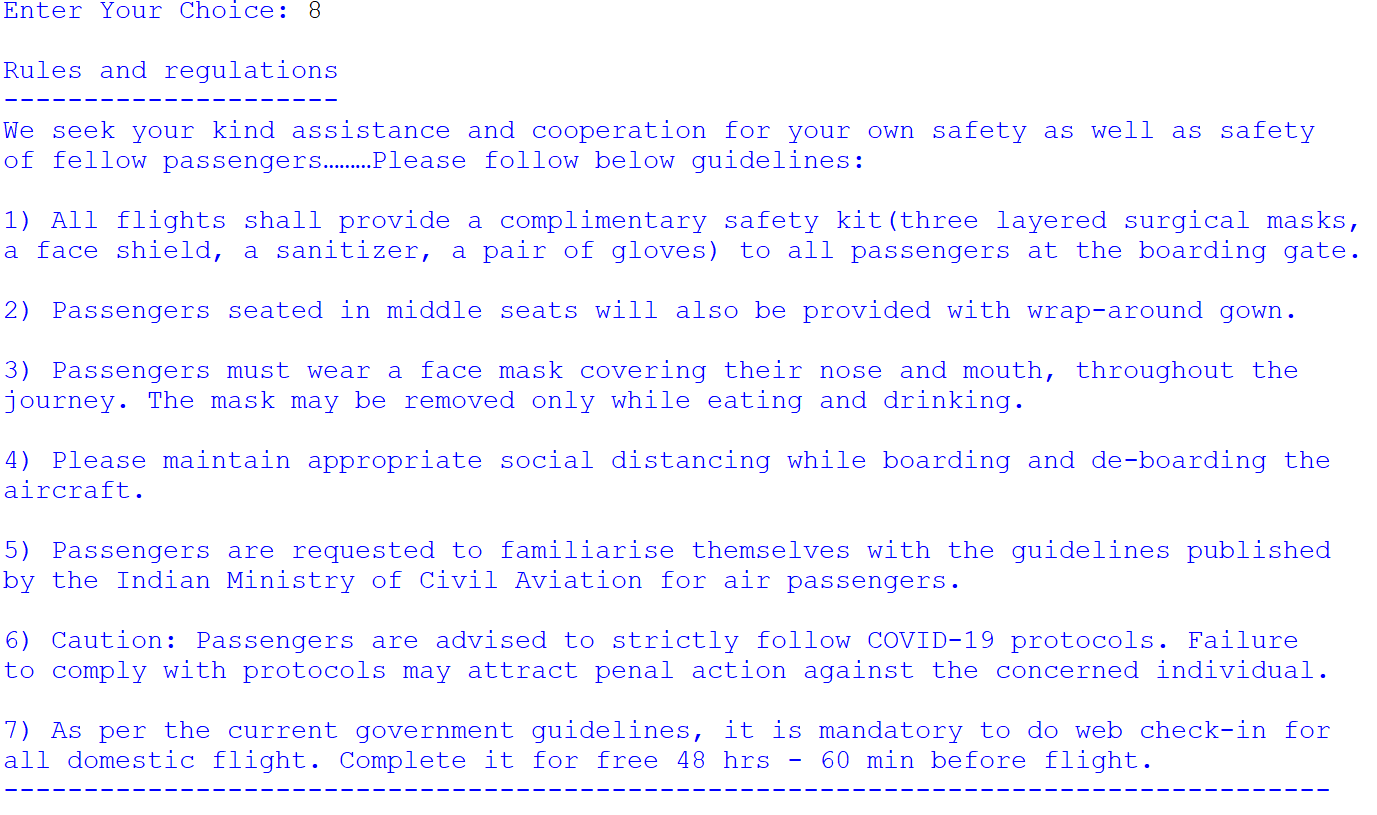 Enter Your Choice: 8
Rules and regulations
---------------------
We seek your kind assistance and cooperation for your own safety as well as safety
of fellow passengers………Please follow below guidelines:
1) All flights shall provide a complimentary safety kit(three layered surgical masks,
a face shield, a sanitizer, a pair of gloves) to all passengers at the boarding gate.
2) Passengers seated in middle seats will also be provided with wrap-around gown.
3) Passengers must wear a face mask covering their nose and mouth, throughout the
journey. The mask may be removed only while eating and drinking.
4) Please maintain appropriate social distancing while boarding and de-boarding the
aircraft.
5) Passengers are requested to familiarise themselves with the guidelines published
by the Indian Ministry of Civil Aviation for air passengers.
6) Caution: Passengers are advised to strictly follow COVID-19 protocols. Failure
to comply with protocols may attract penal action against the concerned individual.
7) As per the current government guidelines, it is mandatory to do web check-in for
all domestic flight. Complete it for free 48 hrs - 60 min before flight.
-----------------------------------------------------------------------------------